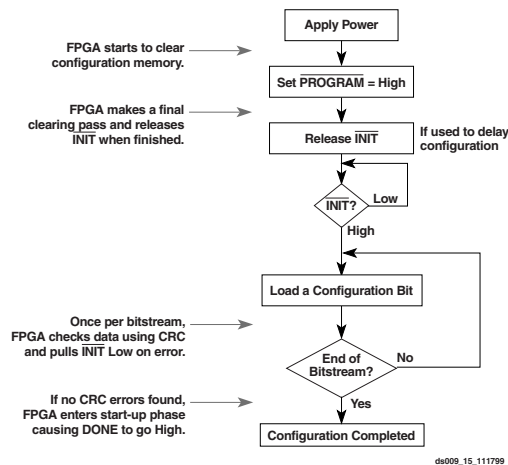 Apply Power
FPGA starts to clear
configuration memory.
Set PROGRAM = High
FPGA makes a final
clearing pass and releases
INIT when finished.
Release INIT
If used to delay
configuration
INIT?
Low
High
Load a Configuration Bit
Once per bitstream,
FPGA checks data using CRC
and pulls INIT Low on error.
End of
Bitstream?
No
Yes
If no CRC errors found,
FPGA enters start-up phase
causing DONE to go High.
Configuration Completed
ds009_15_111799